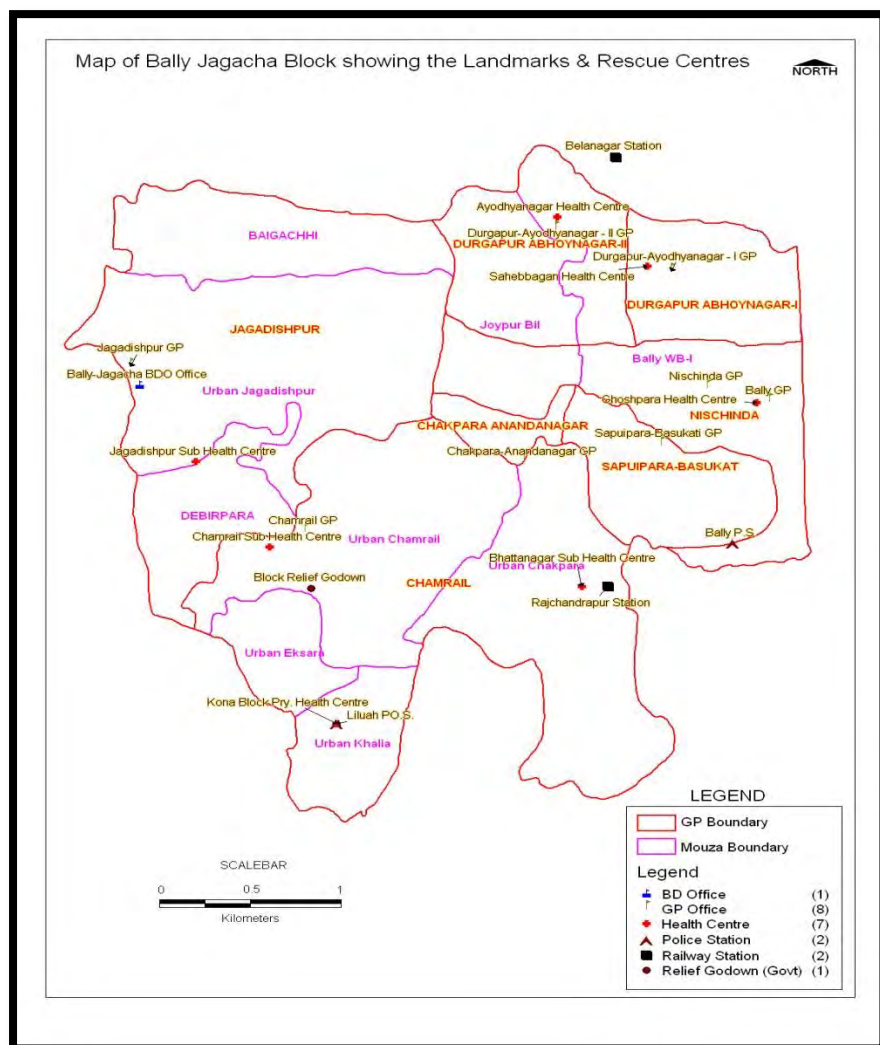 Map of Bally Jagacha Block showing the Landmarks & Rescue Centres
NORTH
Belanagar Station
Ayodhyanagar Health Centre
Durgapur-Ayodhyanagar - II GP
DURGAPUR ABHOYNAGAR-II
BAIGACHHI
Durgapur-Ayodhyanagar - I GP
Sahebbagan Health Centre
DURGAPUR ABHOYNAGAR-I
JAGADISHPUR
Joypur Bil
Jagadishpur GP
Bally WB-I
Bally-Jagacha BDO Office
Nischinda GP
Urban Jagadishpur
Bally GP
Ghoshpara Health Centre
NISCHINDA
CHAKPARA ANANDANAGAR
Sapuipara-Basukati GP
Jagadishpur Sub Health Centre
Chakpara-Anandanagar GP
SAPUIPARA-BASUKAT
DEBIRPARA
Chamrail GP
Chamrail Sub Health Centre
Urban Chamrail
Bally P.S.
Bhattanagar Sub Health Centre
Urban Chakpara
Block Relief Godown
CHAMRAIL
Rajchandrapur Station
Urban Eksara
Kona Block Pry. Health Centre
Liluah PO.S.
Urban Khalia
LEGEND
GP Boundary
Mouza Boundary
Legend
BD Office (1)
GP Office (8)
Health Centre (7)
Police Station (2)
Railway Station (2)
Relief Godown (Govt) (1)
SCALEBAR
0 0.5 1
Kilometers